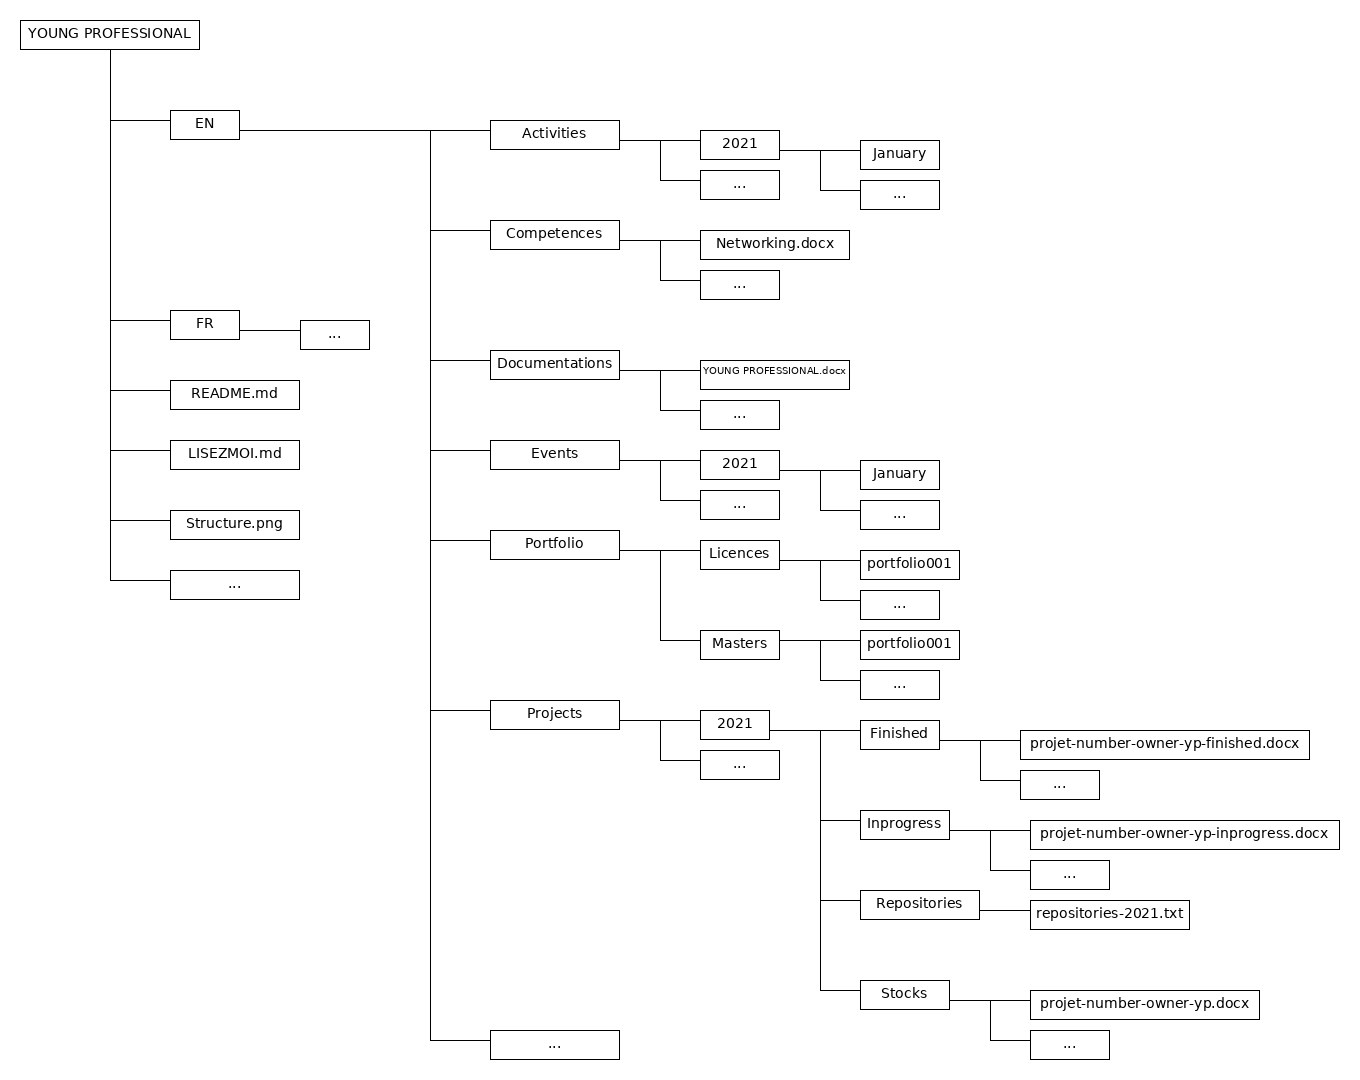 YOUNG PROFESSIONAL
EN
Activities
2021
January
...
...
Competences
Networking.docx
...
FR
...
Documentations
YOUNG PROFESSIONAL.docx
...
README.md
LISEZMOI.md
Events
2021
January
...
...
Structure.png
Portfolio
Licences
portfolio001
...
...
Masters
portfolio001
...
Projects
2021
Finished
projet-number-owner-yp-finished.docx
...
...
Inprogress
projet-number-owner-yp-inprogress.docx
...
Repositories
repositories-2021.txt
Stocks
projet-number-owner-yp.docx
...
...